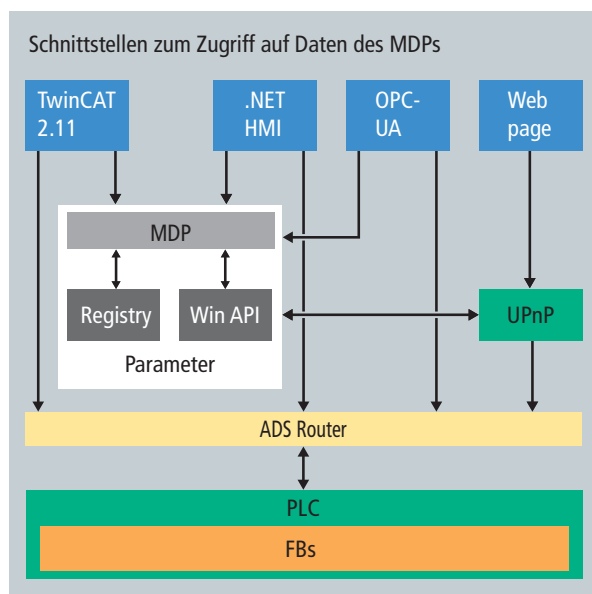 Schnittstellen zum Zugriff auf Daten des MDPs
TwinCAT
2.11
.NET
HMI
OPC-
UA
Web
page
MDP
Registry
Win API
UPnP
Parameter
ADS Router
PLC
FBs